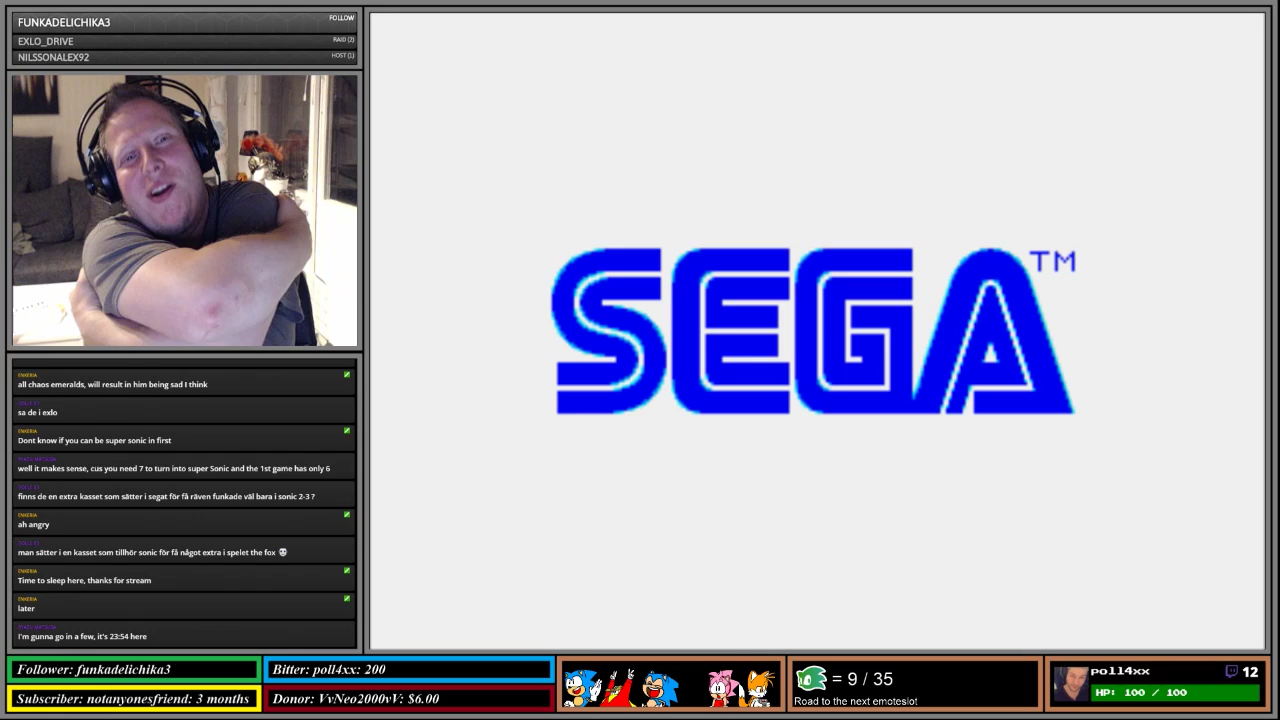 FUNKADELICHIKA3
FOLLOW
EXLO_DRIVE
RAID (2)
NILSSONALEX92
HOST (1)
SEGA™
ENKERIA
all chaos emeralds, will result in him being sad I think
sa de i exlo
ENKERIA
Dont know if you can be super sonic in first
well it makes sense, cus you need 7 to turn into super Sonic and the 1st game has only 6
finns de en extra kasset som sätter i segat för få räven funkade väl bara i sonic 2-3 ?
ENKERIA
ah angry
man sätter i en kasset som tillhör sonic för få något extra i spelet the fox
ENKERIA
Time to sleep here, thanks for stream
ENKERIA
later
I'm gunna go in a few, it's 23:54 here
Follower: funkadelichika3
Bitter: poll4xx: 200
Subscriber: notanyonesfriend: 3 months
Donor: VvNeo2000vV: $6.00
= 9 / 35
Road to the next emoteslot
poll4xx
12
HP: 100 / 100